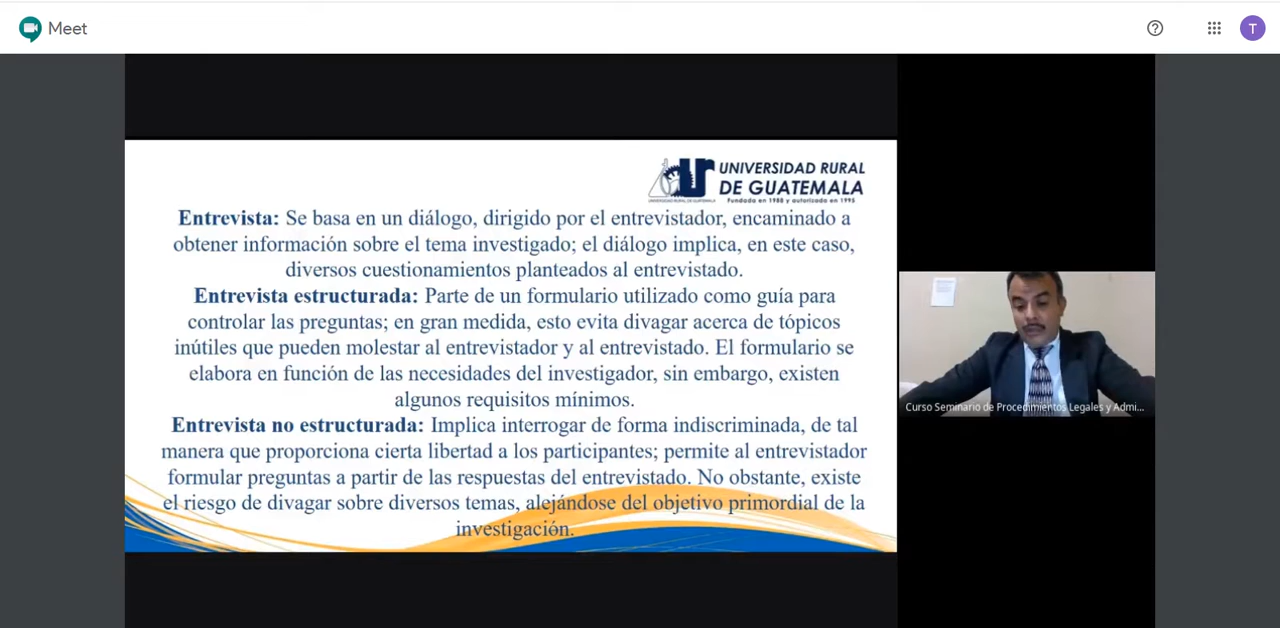 Meet
T
UNIVERSIDAD RURAL
DE GUATEMALA
UNIVERSIDAD RURAL DE GUATEMALA
Fundada en 1988 y autorizada en 1995
Entrevista: Se basa en un diálogo, dirigido por el entrevistador, encaminado a
obtener información sobre el tema investigado; el diálogo implica, en este caso,
diversos cuestionamientos planteados al entrevistado.
Entrevista estructurada: Parte de un formulario utilizado como guía para
controlar las preguntas; en gran medida, esto evita divagar acerca de tópicos
inútiles que pueden molestar al entrevistador y al entrevistado. El formulario se
elabora en función de las necesidades del investigador, sin embargo, existen
algunos requisitos mínimos.
Entrevista no estructurada: Implica interrogar de forma indiscriminada, de tal
manera que proporciona cierta libertad a los participantes; permite al entrevistador
formular preguntas a partir de las respuestas del entrevistado. No obstante, existe
el riesgo de divagar sobre diversos temas, alejándose del objetivo primordial de la
investigación.
Curso Seminario de Procedimientos Legales y Admi...